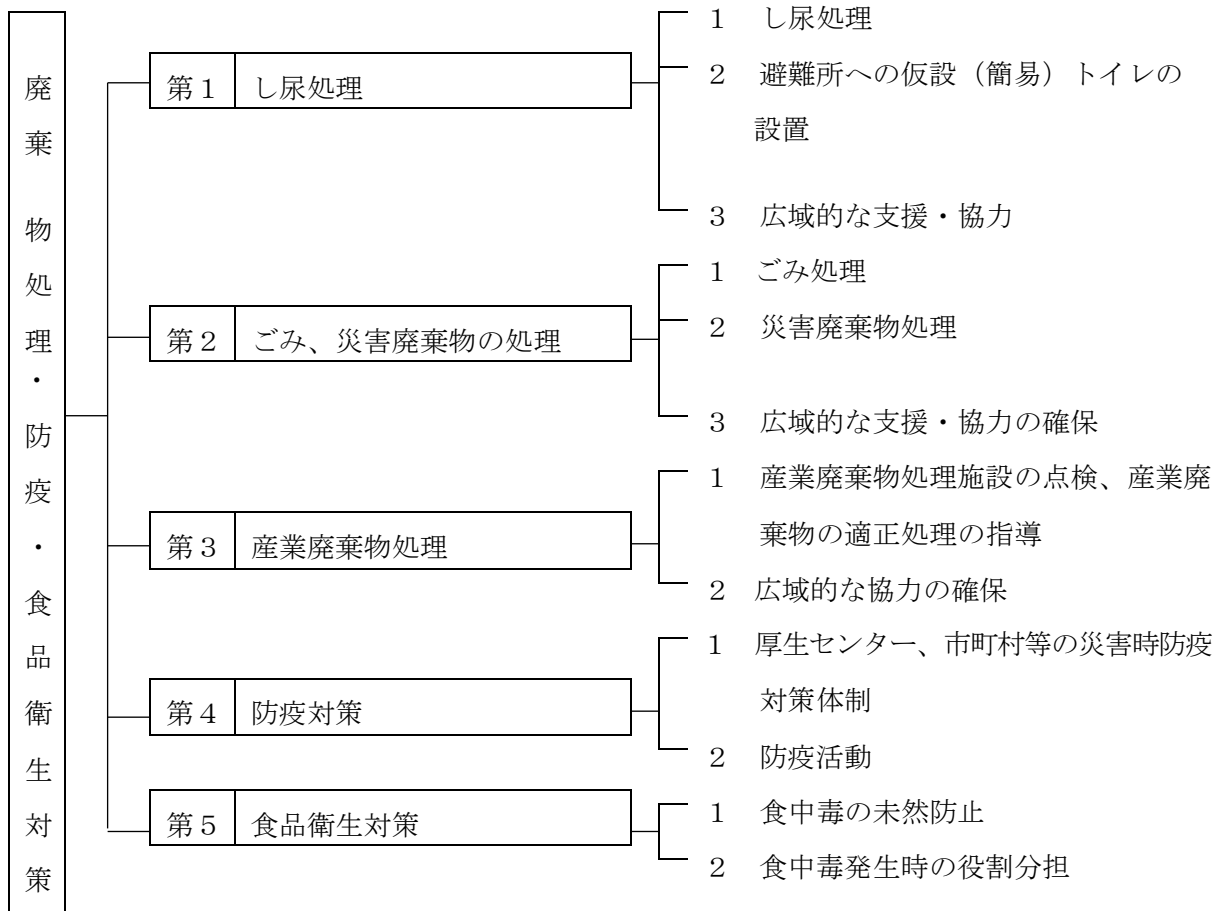 廃棄物処理・防疫・食品衛生対策
第１ し尿処理
１ し尿処理
２ 避難所への仮設（簡易）トイレの
設置
３ 広域的な支援・協力
第２ ごみ、災害廃棄物の処理
１ ごみ処理
２ 災害廃棄物処理
３ 広域的な支援・協力の確保
第３ 産業廃棄物処理
１ 産業廃棄物処理施設の点検、産業廃
棄物の適正処理の指導
２ 広域的な協力の確保
第４ 防疫対策
１ 厚生センター、市町村等の災害時防疫
対策体制
２ 防疫活動
第５ 食品衛生対策
１ 食中毒の未然防止
２ 食中毒発生時の役割分担